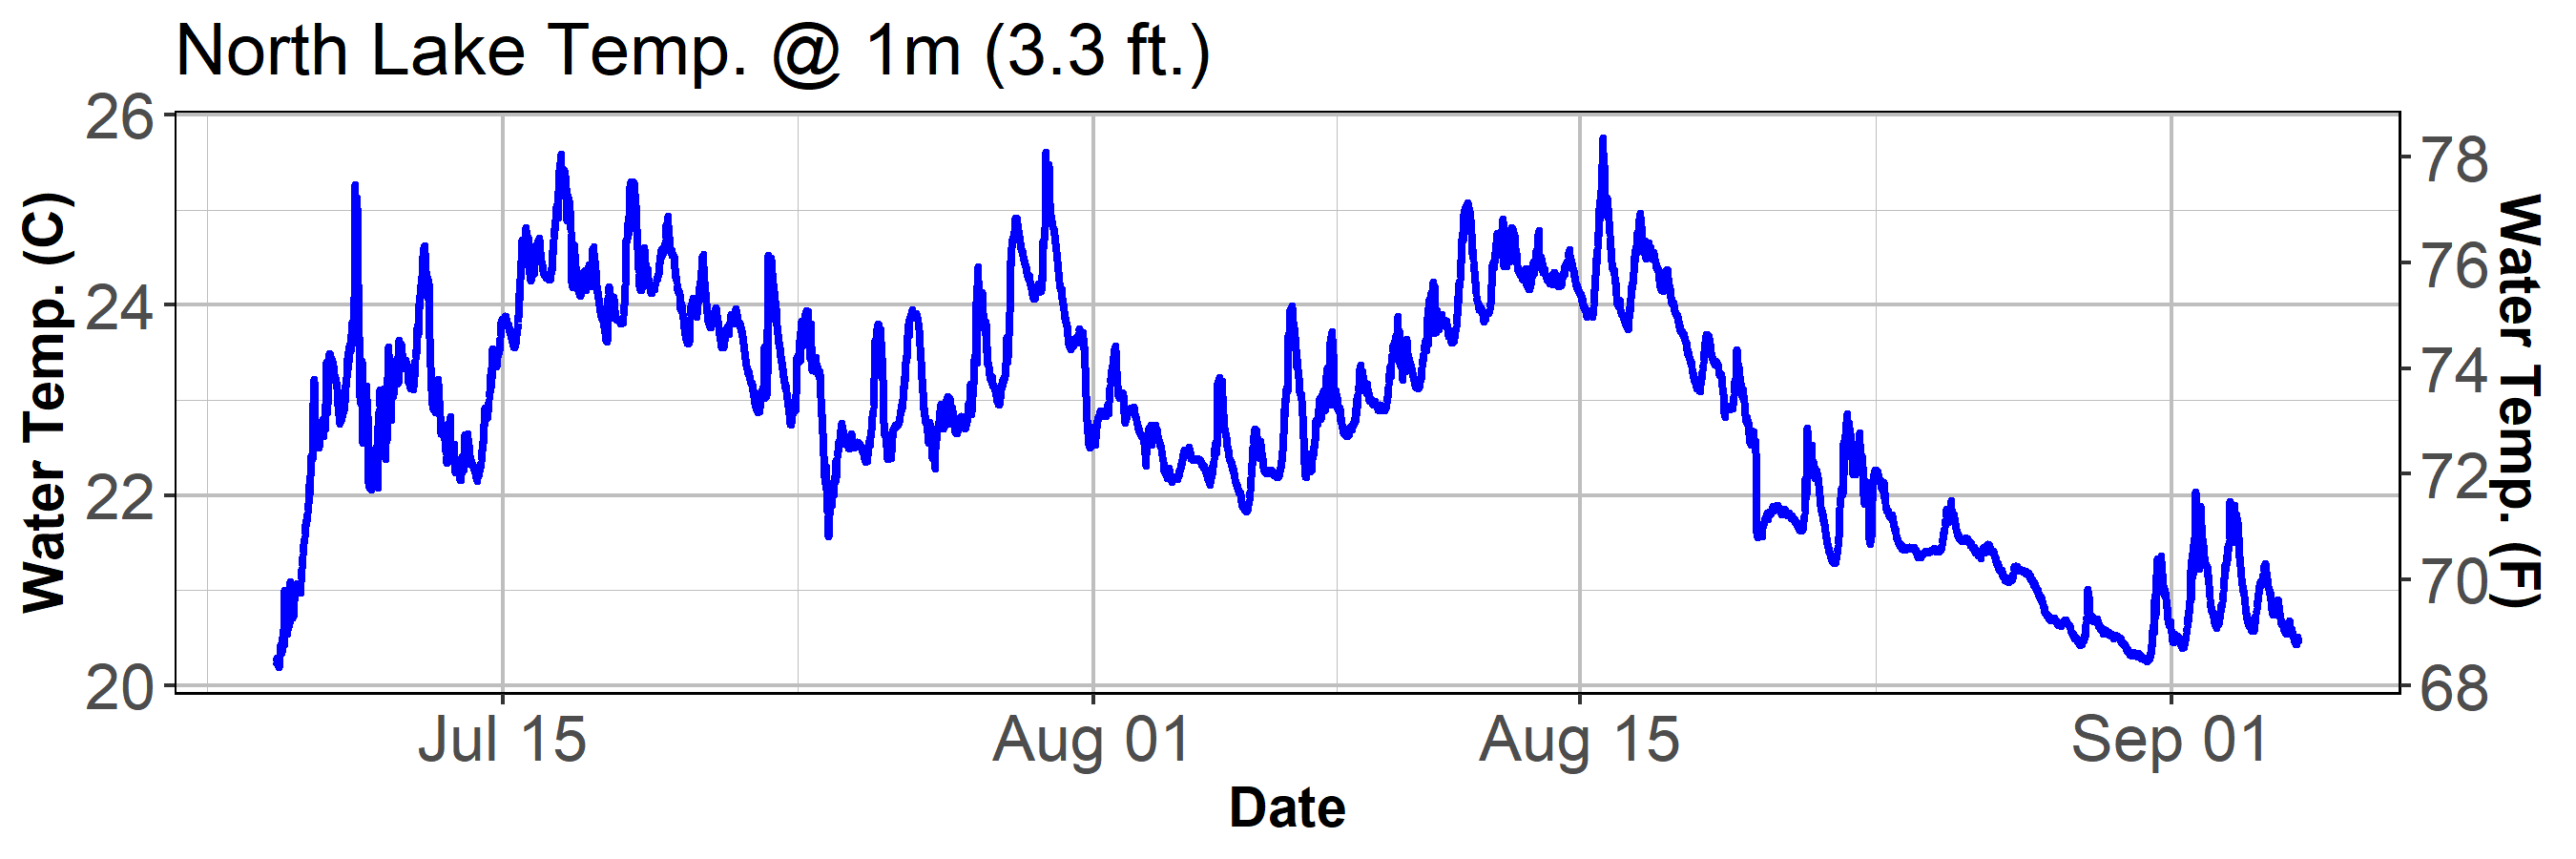 North Lake Temp. @ 1m (3.3 ft.)
26
24
22
20
Water Temp. (C)
78
76
74
72
70
68
Water Temp. (F)
Jul 15
Aug 01
Aug 15
Sep 01
Date